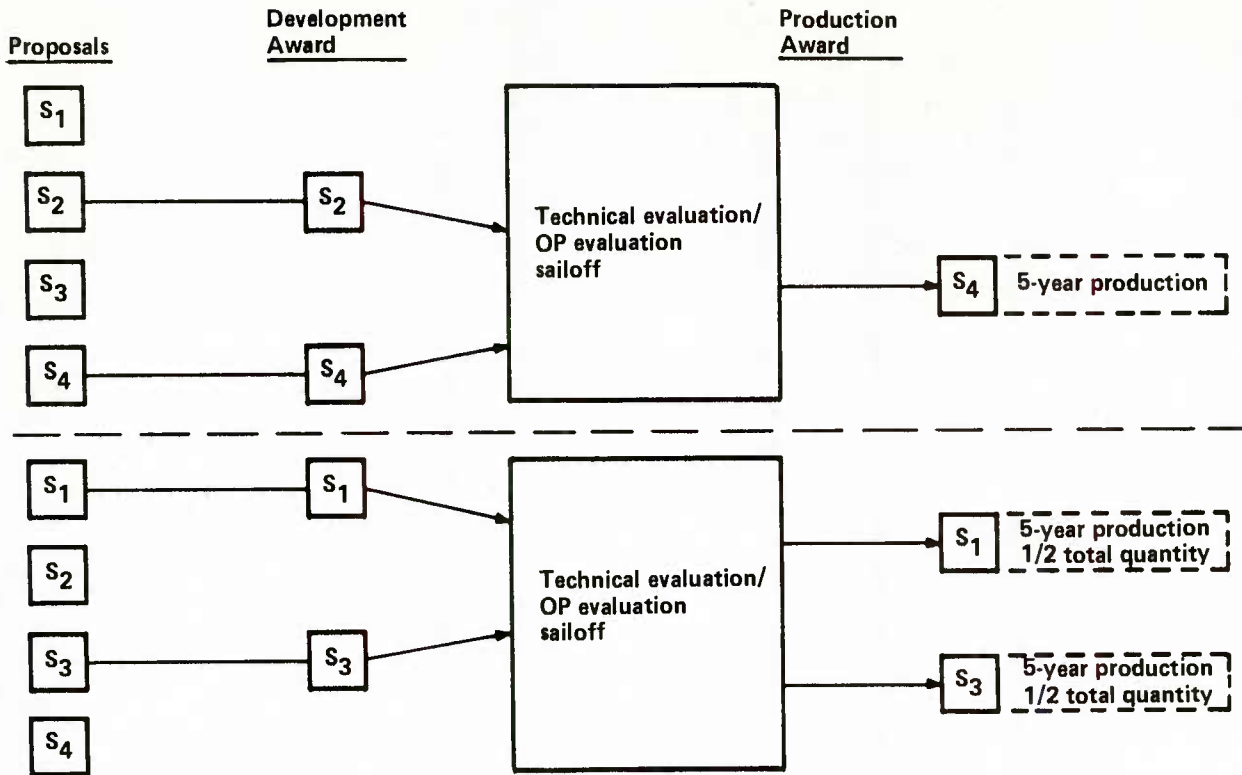 Proposals
Development
Award
Production
Award
S1
S2
S2
Technical evaluation/
OP evaluation
sailoff
S3
S4
5-year production
S4
S4
S1
S1
S2
Technical evaluation/
OP evaluation
sailoff
S1
5-year production
1/2 total quantity
S3
S3
S3
5-year production
1/2 total quantity
S4